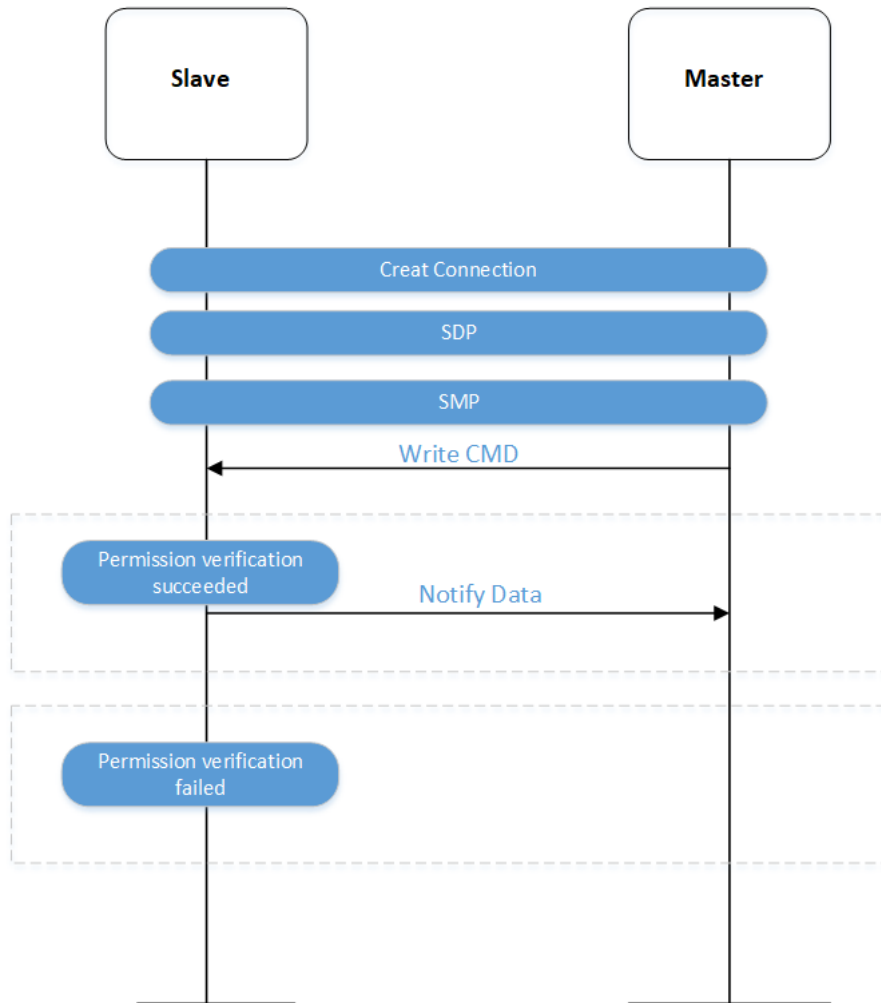 Slave
Master
Creat Connection
SDP
SMP
Write CMD
Permission verification
succeeded
Notify Data
Permission verification
failed